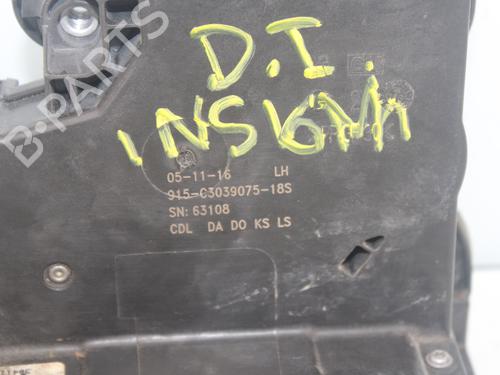 B-PARTS
D.I.
INSIGNIA
05-11-16 LH
915-C3039075-18S
SN: 63108
CDL DA DO KS LS